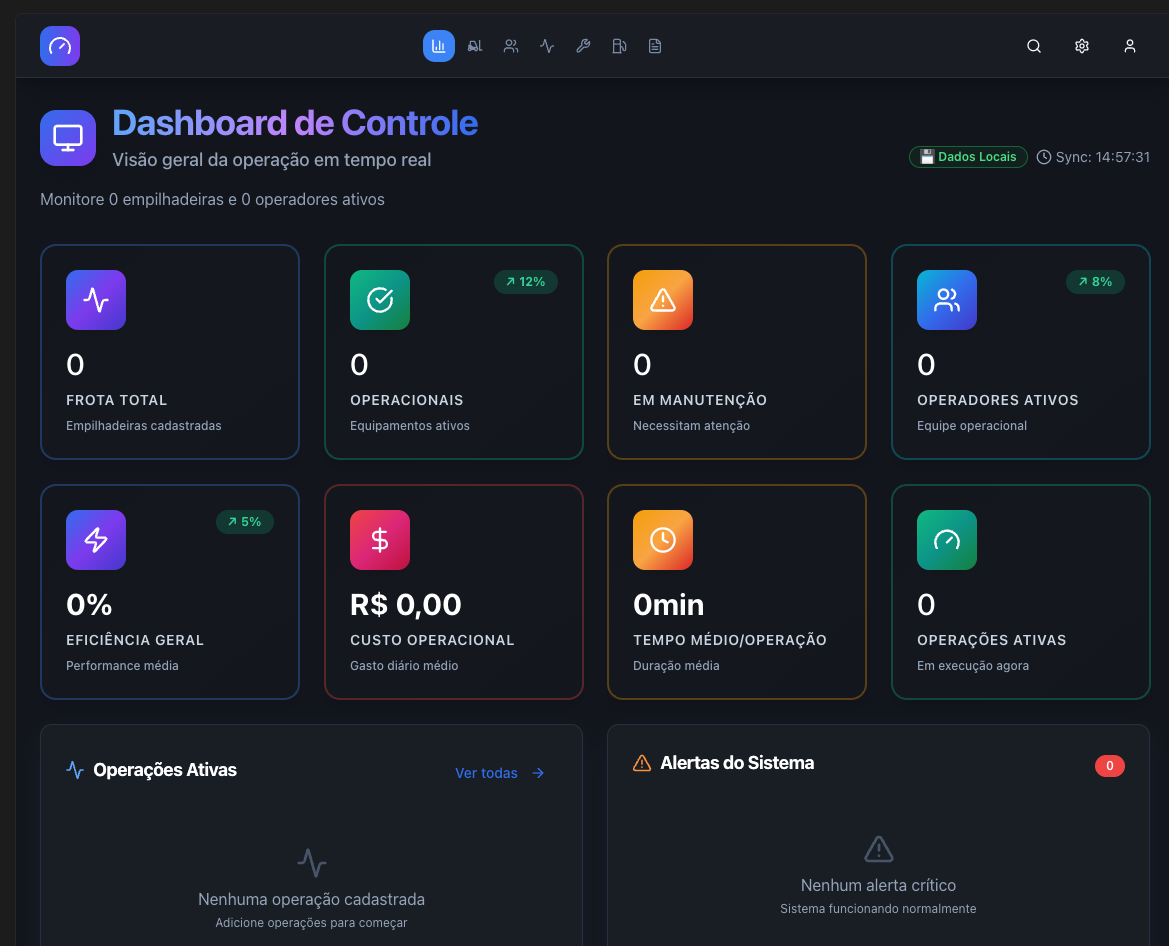 Dashboard de Controle
Visão geral da operação em tempo real
💾 Dados Locais
Sync: 14:57:31
Monitore 0 empilhadeiras e 0 operadores ativos
0
FROTA TOTAL
Empilhadeiras cadastradas
↗ 12%
0
OPERACIONAIS
Equipamentos ativos
0
EM MANUTENÇÃO
Necessitam atenção
↗ 8%
0
OPERADORES ATIVOS
Equipe operacional
↗ 5%
0%
EFICIÊNCIA GERAL
Performance média
R$ 0,00
CUSTO OPERACIONAL
Gasto diário médio
0min
TEMPO MÉDIO/OPERAÇÃO
Duração média
0
OPERAÇÕES ATIVAS
Em execução agora
Operações Ativas
Ver todas →
Nenhuma operação cadastrada
Adicione operações para começar
Alertas do Sistema
0
Nenhum alerta crítico
Sistema funcionando normalmente